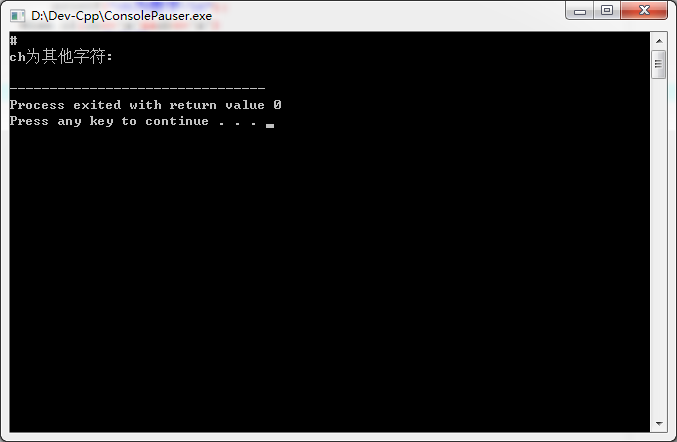 D:\Dev-Cpp\ConsolePauser.exe
#
ch为其他字符:
--------------------------------
Process exited with return value 0
Press any key to continue . . .